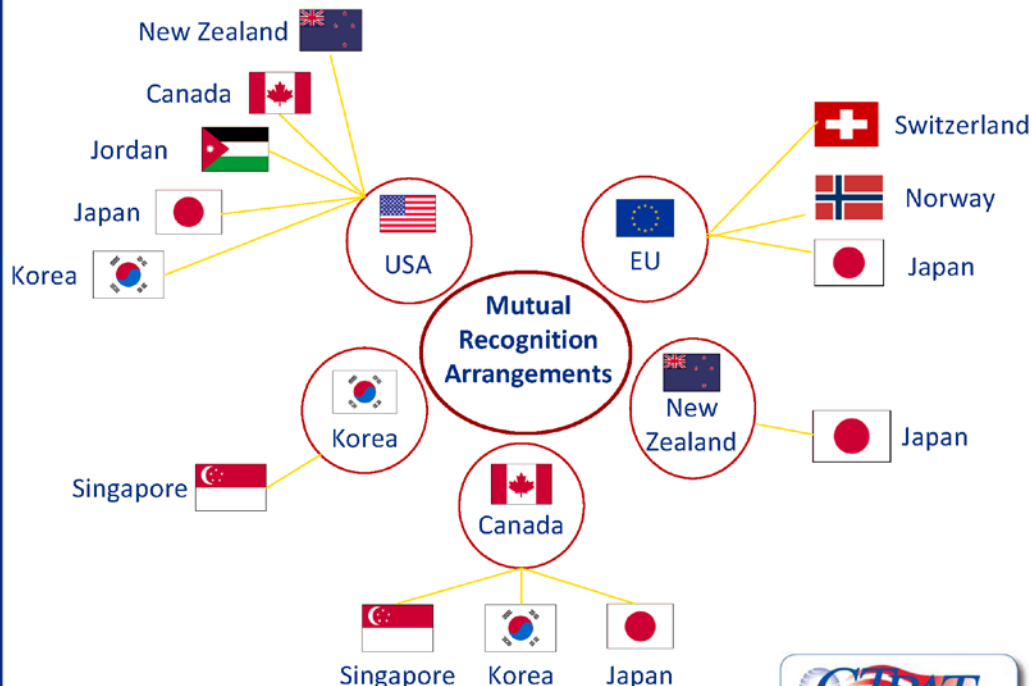 New Zealand
Canada
Jordan
Japan
Korea
USA
EU
Switzerland
Norway
Japan
Mutual
Recognition
Arrangements
Korea
Singapore
New
Zealand
Japan
Canada
Singapore
Korea
Japan